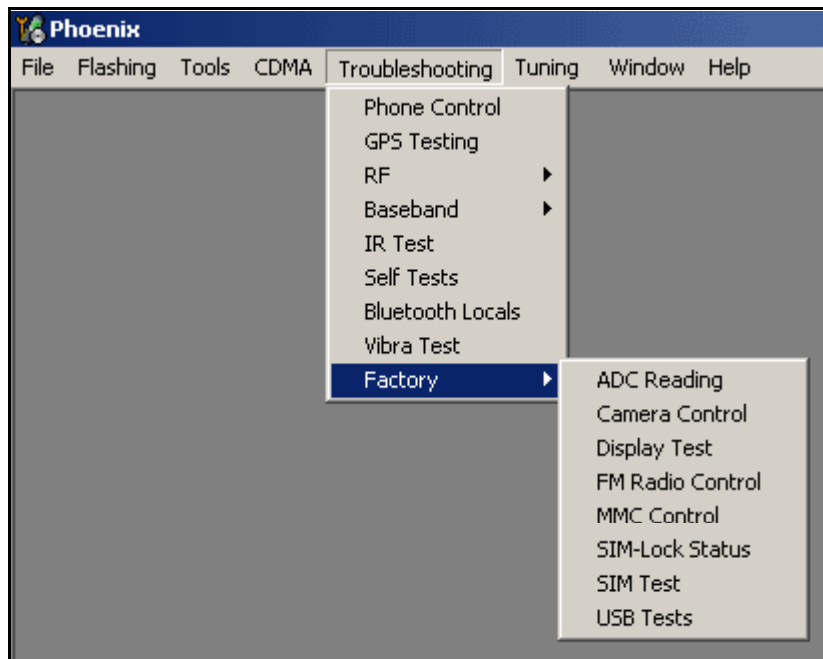 Phoenix
File Flashing Tools CDMA Troubleshooting Tuning Window Help
Phone Control
GPS Testing
RF
Baseband
IR Test
Self Tests
Bluetooth Locals
Vibra Test
Factory
ADC Reading
Camera Control
Display Test
FM Radio Control
MMC Control
SIM-Lock Status
SIM Test
USB Tests